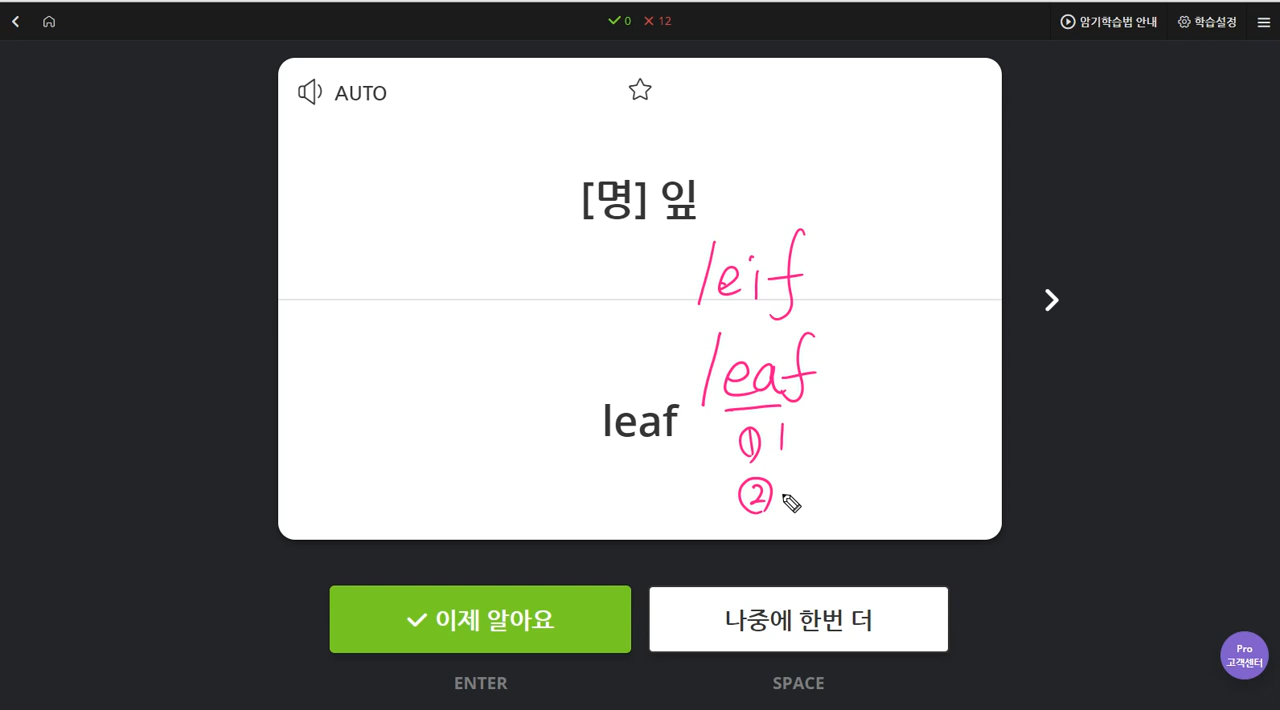 0 12 암기학습법 안내 학습설정
AUTO
[명] 잎
leif
leaf
leaf
① ㅣ
②
이제 알아요 나중에 한번 더
ENTER SPACE
Pro
고객센터